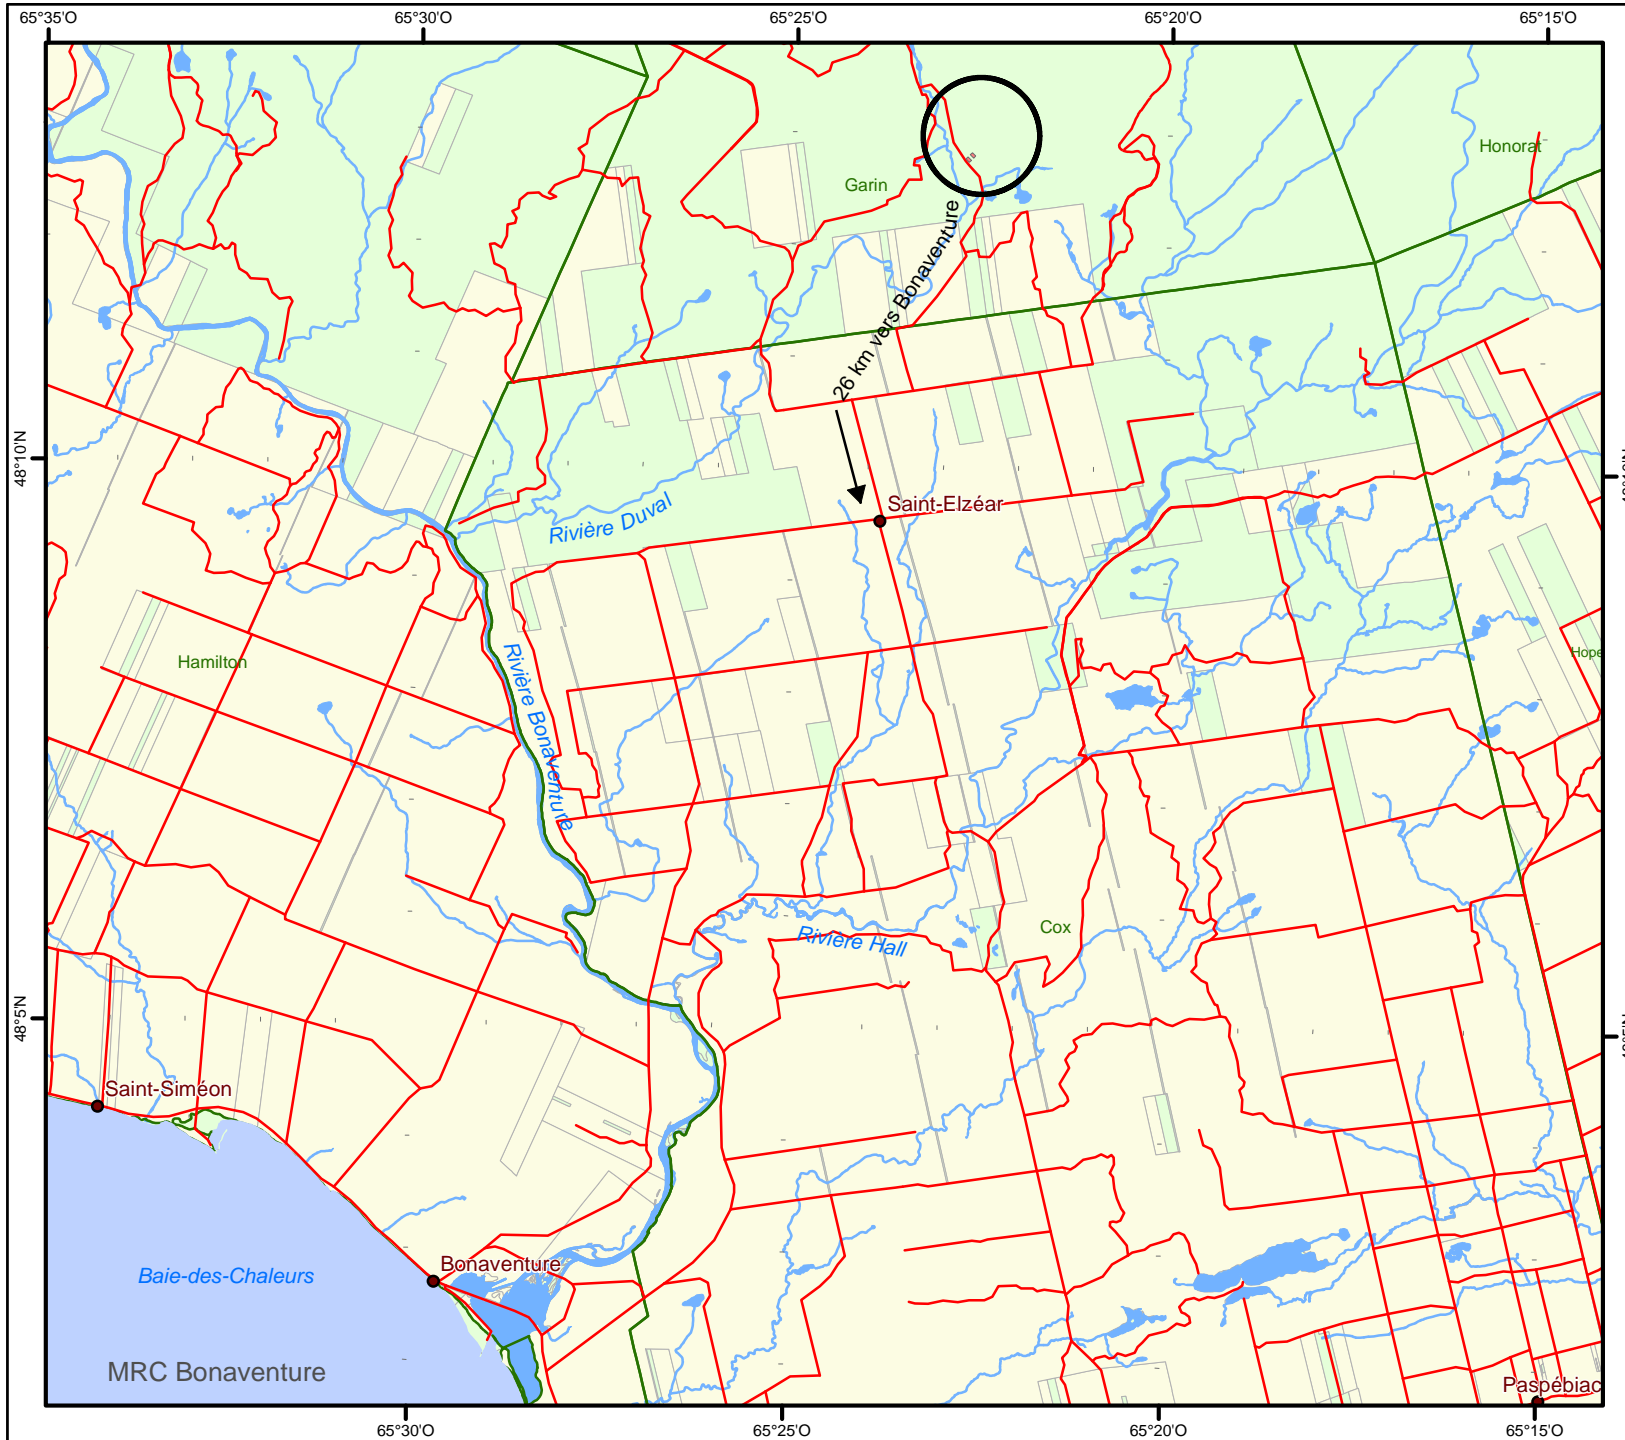 65°35'O
65°30'O
65°25'O
65°20'O
65°15'O
Honorat
Garin
26 km vers Bonaventure
48°10'N
Saint-Elzéar
Rivière Duval
Hamilton
Rivière Bonaventure
Hope
Cox
Rivière Hall
48°5'N
Saint-Siméon
Bonaventure
Baie-des-Chaleurs
MRC Bonaventure
Paspébiac
65°30'O
65°25'O
65°20'O
65°15'O